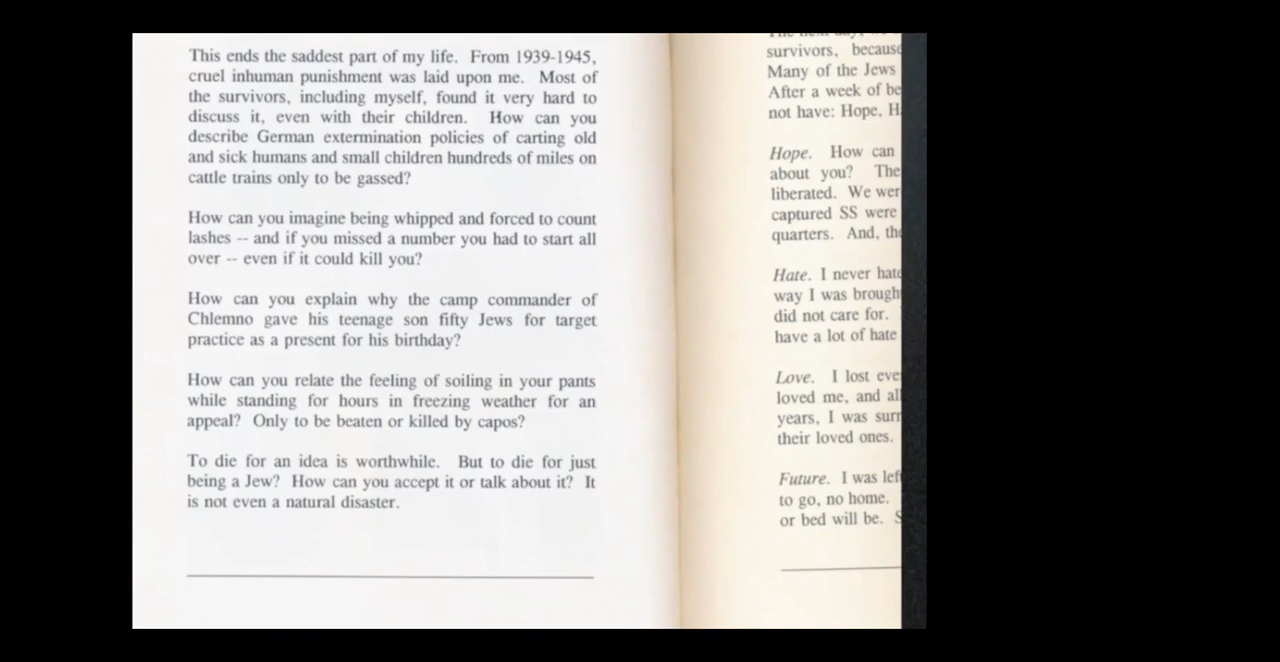 This ends the saddest part of my life. From 1939-1945,
cruel inhuman punishment was laid upon me. Most of
the survivors, including myself, found it very hard to
discuss it, even with their children. How can you
describe German extermination policies of carting old
and sick humans and small children hundreds of miles on
cattle trains only to be gassed?
How can you imagine being whipped and forced to count
lashes -- and if you missed a number you had to start all
over -- even if it could kill you?
How can you explain why the camp commander of
Chlemno gave his teenage son fifty Jews for target
practice as a present for his birthday?
How can you relate the feeling of soiling in your pants
while standing for hours in freezing weather for an
appeal? Only to be beaten or killed by capos?
To die for an idea is worthwhile. But to die for just
being a Jew? How can you accept it or talk about it? It
is not even a natural disaster.
survivors, because
Many of the Jews
After a week of be
not have: Hope, H
Hope. How can
about you? The
liberated. We wer
captured SS were
quarters. And, the
Hate. I never hate
way I was brough
did not care for.
have a lot of hate
Love. I lost eve
loved me, and all
years, I was surr
their loved ones.
Future. I was left
to go, no home.
or bed will be. S